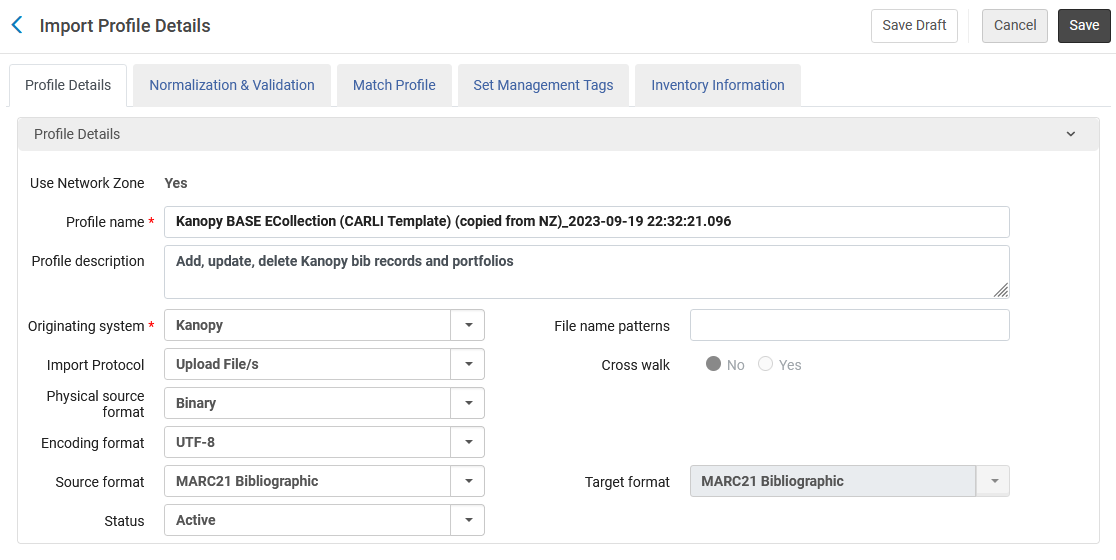 Import Profile Details
Save Draft
Cancel
Save
Profile Details
Normalization & Validation
Match Profile
Set Management Tags
Inventory Information
Profile Details
Use Network Zone Yes
Profile name * Kanopy BASE ECollection (CARLI Template) (copied from NZ)_2023-09-19 22:32:21.096
Profile description Add, update, delete Kanopy bib records and portfolios
Originating system * Kanopy
File name patterns
Import Protocol Upload File/s
Cross walk No Yes
Physical source
format
Binary
Encoding format UTF-8
Source format MARC21 Bibliographic
Target format MARC21 Bibliographic
Status Active